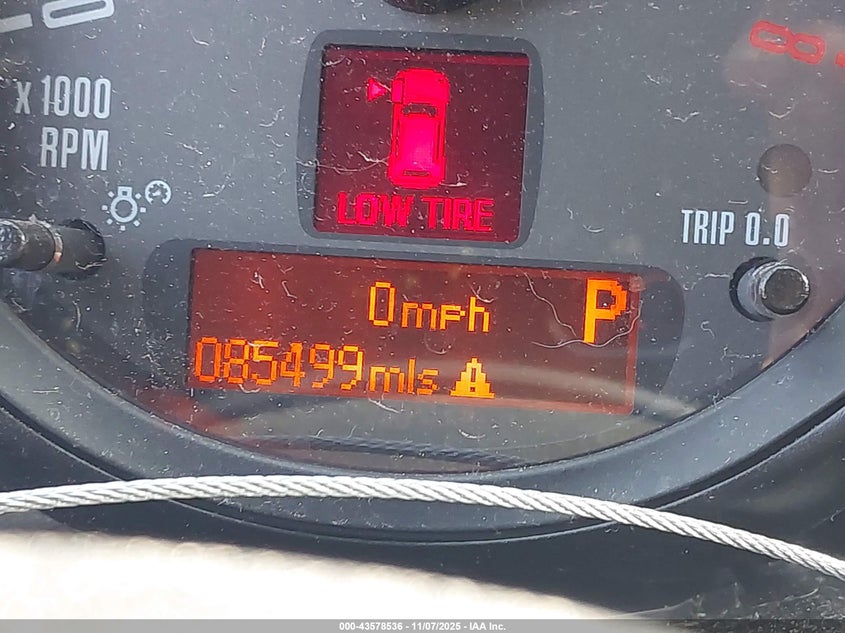 x 1000
RPM
LOW TIRE
TRIP 0.0
0mph
P
085499mls
000-43578536 - 11/07/2025 - IAA Inc.